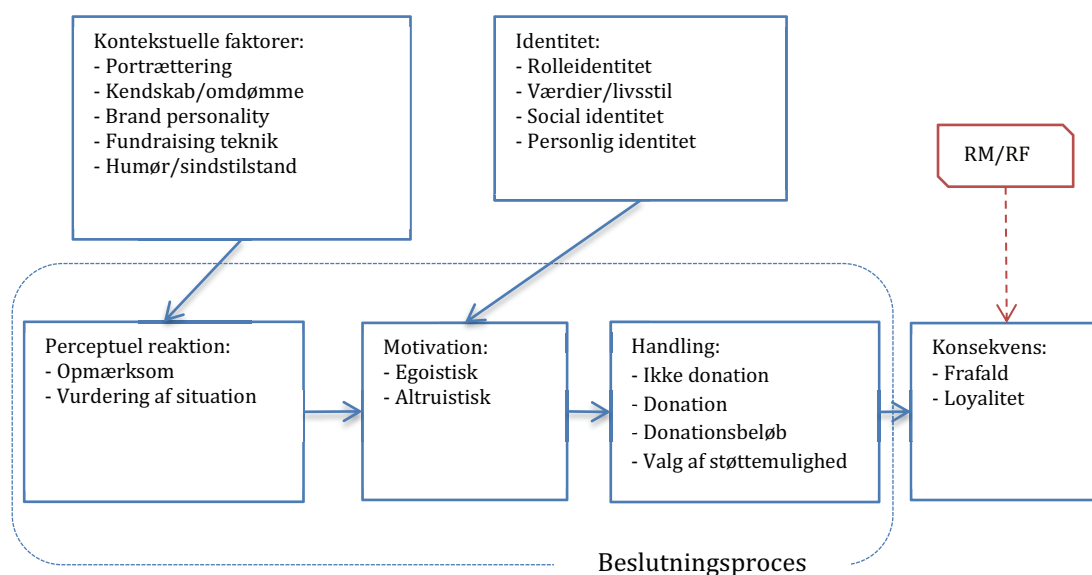 Kontekstuelle faktorer:
- Portrættering
- Kendskab/omdømme
- Brand personality
- Fundraising teknik
- Humør/sindstilstand
Identitet:
- Rolleidentitet
- Værdier/livsstil
- Social identitet
- Personlig identitet
RM/RF
Perceptuel reaktion:
- Opmærksom
- Vurdering af situation
Motivation:
- Egoistisk
- Altruistisk
Handling:
- Ikke donation
- Donation
- Donationsbeløb
- Valg af støttemulighed
Konsekvens:
- Frafald
- Loyalitet
Beslutningsproces